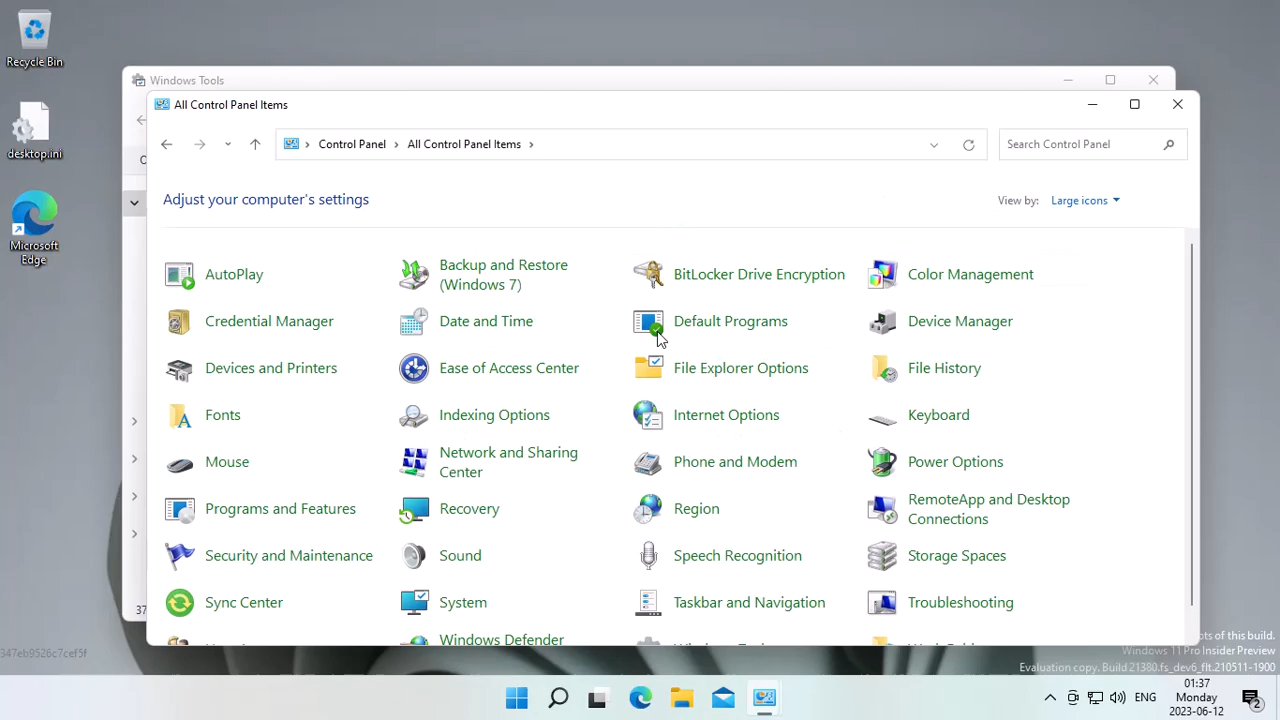 Recycle Bin
desktop.ini
Microsoft
Edge
Windows Tools
All Control Panel Items
Control Panel
All Control Panel Items
Search Control Panel
Adjust your computer's settings
View by:
Large icons
AutoPlay
Backup and Restore
(Windows 7)
BitLocker Drive Encryption
Color Management
Credential Manager
Date and Time
Default Programs
Device Manager
Devices and Printers
Ease of Access Center
File Explorer Options
File History
Fonts
Indexing Options
Internet Options
Keyboard
Mouse
Network and Sharing
Center
Phone and Modem
Power Options
Programs and Features
Recovery
Region
RemoteApp and Desktop
Connections
Security and Maintenance
Sound
Speech Recognition
Storage Spaces
Sync Center
System
Taskbar and Navigation
Troubleshooting
Windows Defender
37
347eb9526c7cef5f
of this build.
Windows 11 Pro Insider Preview
Evaluation copy. Build 21380.fs_dev6_flt.210511-1900
ENG
01:37
Monday
2023-06-12
2